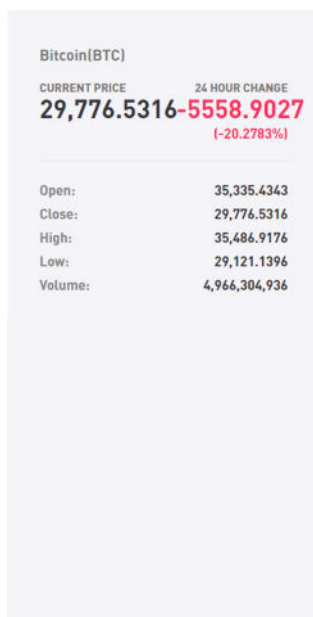 Bitcoin(BTC)
CURRENT PRICE 24 HOUR CHANGE
29,776.5316-5558.9027
(-20.2783%)
Open: 35,335.4343
Close: 29,776.5316
High: 35,486.9176
Low: 29,121.1396
Volume: 4,966,304,936